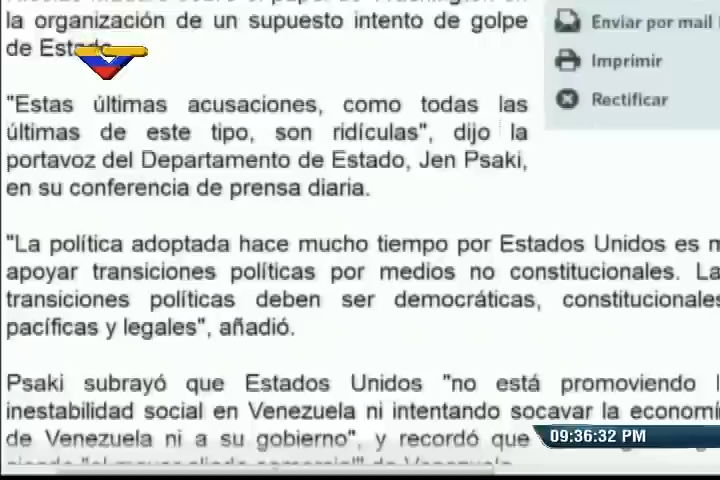 la organización de un supuesto intento de golpe
de Estado.
"Estas últimas acusaciones, como todas las
últimas de este tipo, son ridículas", dijo la
portavoz del Departamento de Estado, Jen Psaki,
en su conferencia de prensa diaria.
"La política adoptada hace mucho tiempo por Estados Unidos es
apoyar transiciones políticas por medios no constitucionales. La
transiciones políticas deben ser democráticas, constitucionales
pacíficas y legales", añadió.
Psaki subrayó que Estados Unidos "no está promoviendo l
inestabilidad social en Venezuela ni intentando socavar la economí
de Venezuela ni a su gobierno", y recordó que
Enviar por mail
Imprimir
Rectificar
09:36:32 PM